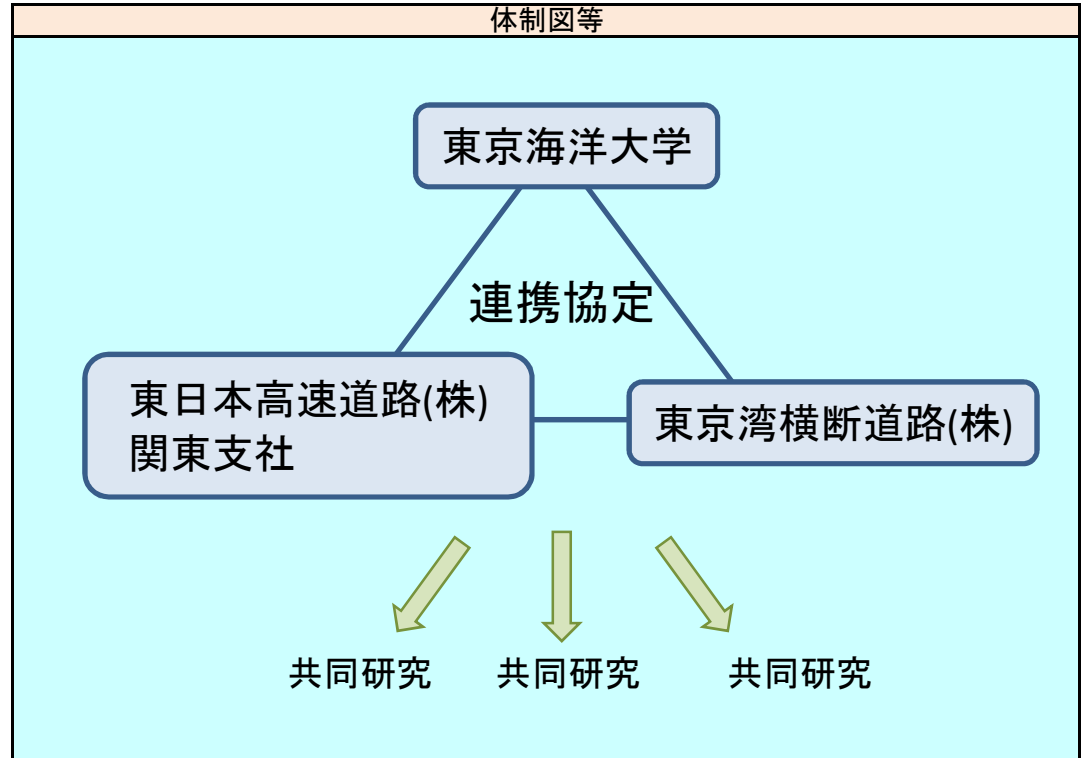 体制図等
東京海洋大学
連携協定
東日本高速道路(株)
関東支社
東京湾横断道路(株)
共同研究
共同研究
共同研究